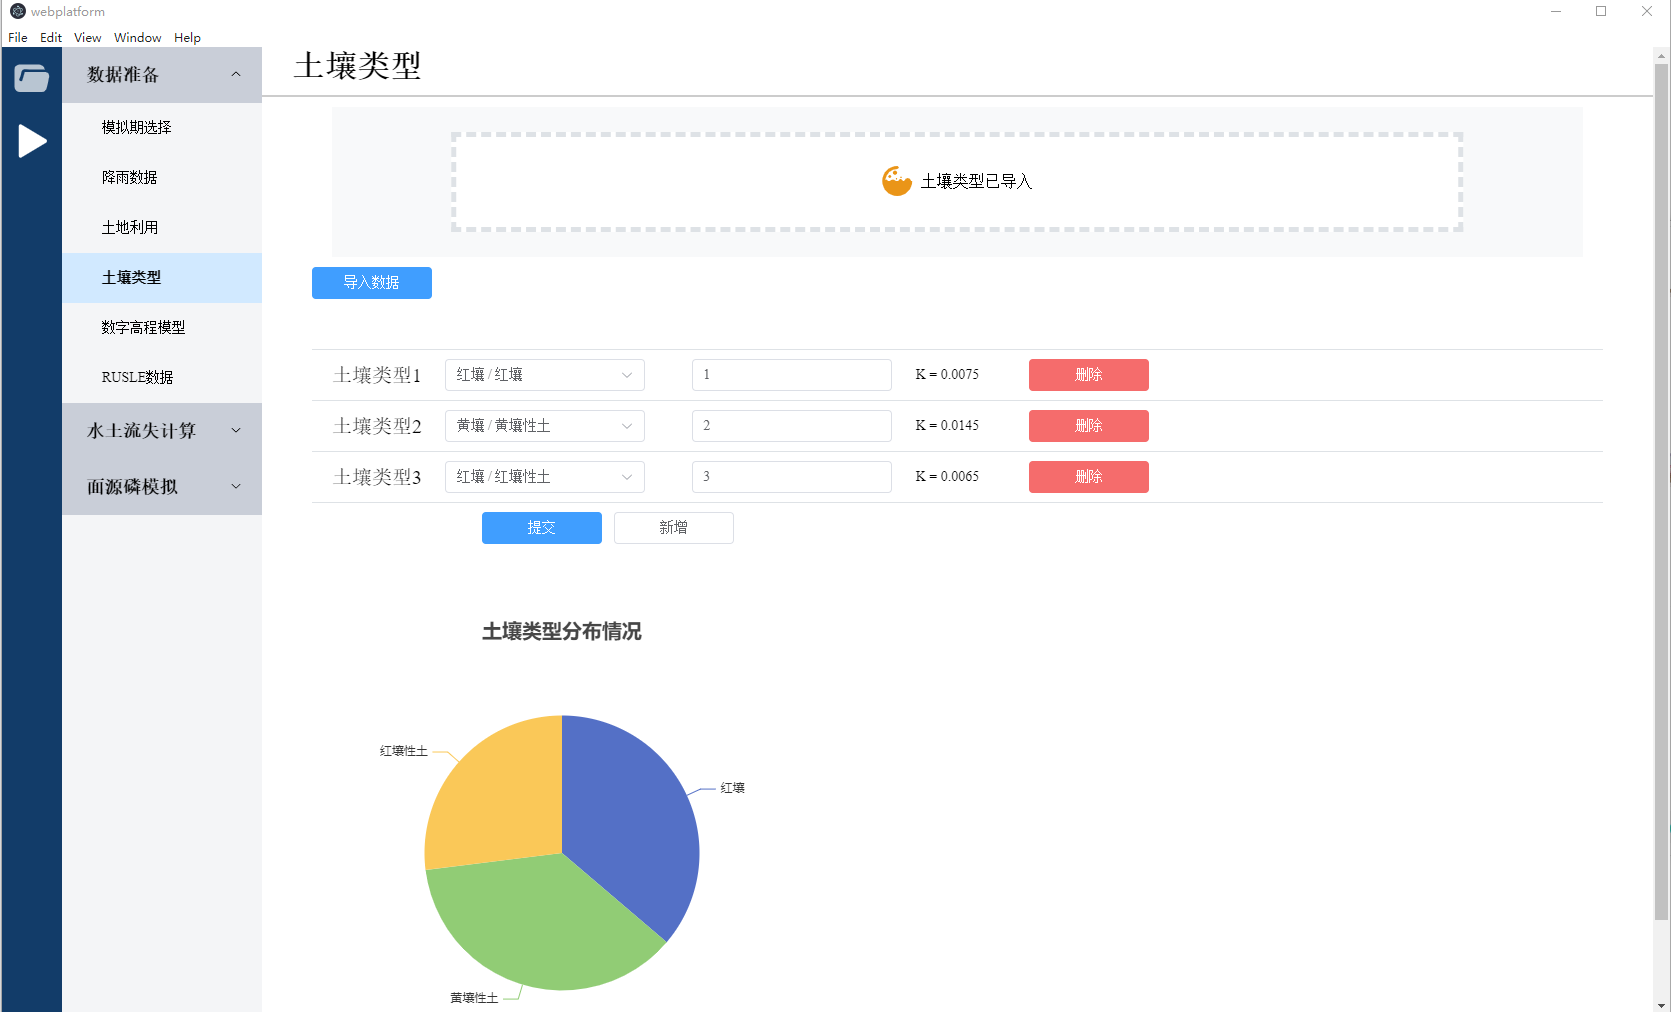 webplatform
File Edit View Window Help
数据准备
模拟期选择
降雨数据
土地利用
土壤类型
数字高程模型
RUSLE数据
水土流失计算
面源磷模拟
土壤类型
土壤类型已导入
导入数据
土壤类型1 红壤 / 红壤 1 K = 0.0075 删除
土壤类型2 黄壤 / 黄壤性土 2 K = 0.0145 删除
土壤类型3 红壤 / 红壤性土 3 K = 0.0065 删除
提交 新增
土壤类型分布情况
红壤性土
红壤
黄壤性土